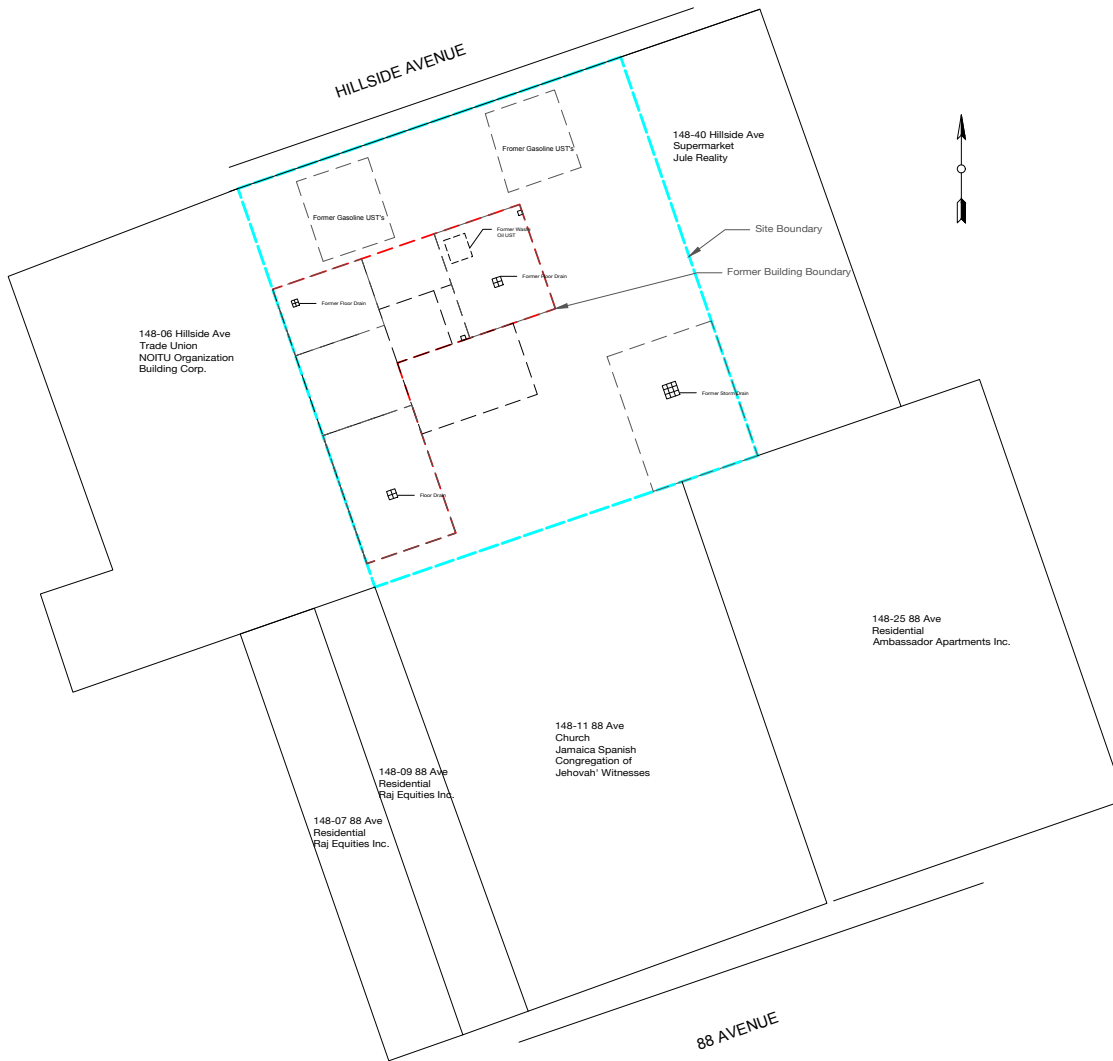 HILLSIDE AVENUE
148-40 Hillside Ave
Supermarket
Jule Reality
Fromer Gasoline UST's
Former Gasoline UST's
Former Waste
Oil UST
Site Boundary
Former Building Boundary
Former Floor Drain
Former Floor Drain
148-06 Hillside Ave
Trade Union
NOITU Organization
Building Corp.
Former Storm Drain
Floor Drain
148-25 88 Ave
Residential
Ambassador Apartments Inc.
148-11 88 Ave
Church
Jamaica Spanish
Congregation of
Jehovah' Witnesses
148-09 88 Ave
Residential
Raj Equities Inc.
148-07 88 Ave
Residential
Raj Equities Inc.
88 AVENUE